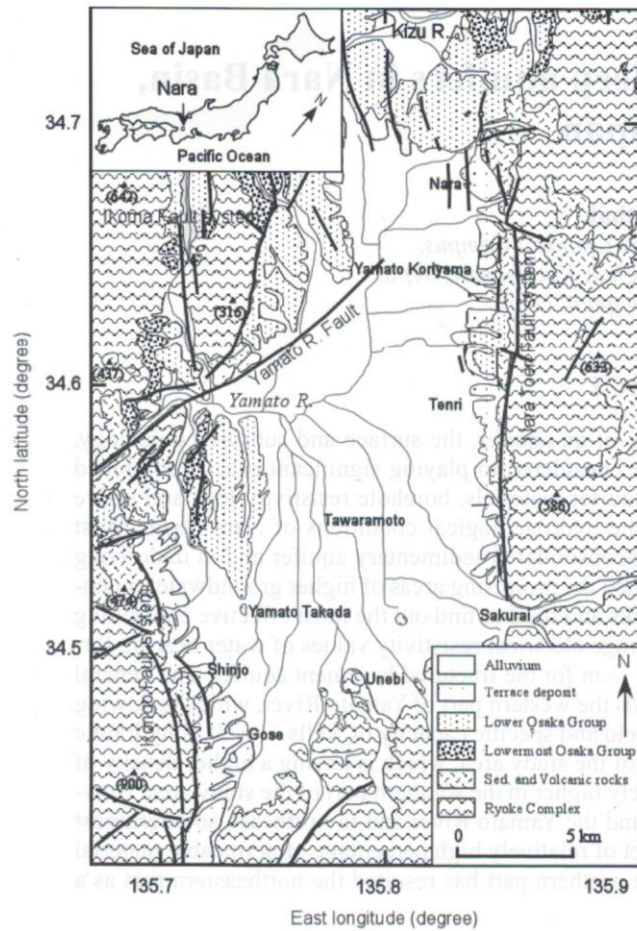 Sea of Japan
Nara
N
Pacific Ocean
Kizu R.
34.7
Nara
(642)
Ikoma Fault system
Yamato Koriyama
(316)
Yamato R. Fault
Nara Toen Fault system
(633)
(437)
34.6
Yamato R.
Tenri
North latitude (degree)
Tawaramoto
(386)
(474)
Yamato Takada
Sakurai
34.5
Kongo Fault system
Shinjo
Unebi
Gose
(900)
N
Alluvium
Terrace deposit
Lower Osaka Group
Lowermost Osaka Group
Sed. and Volcanic rocks
Ryoke Complex
0 5 km
135.7 135.8 135.9
East longitude (degree)